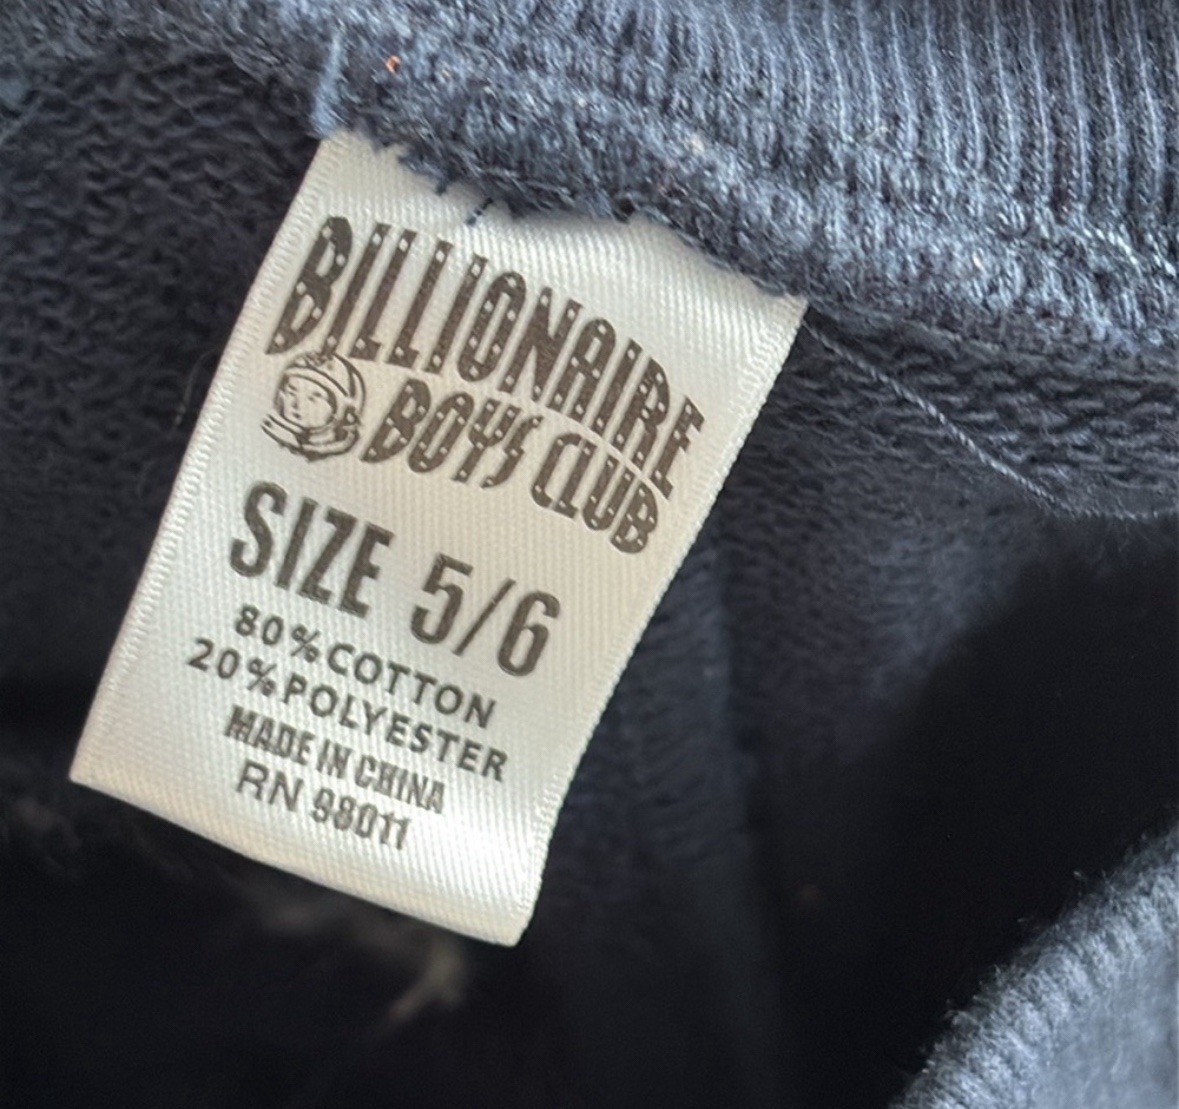 BILLIONAIRE
BOYS CLUB
SIZE 5/6
80% COTTON
20% POLYESTER
MADE IN CHINA
RN 98011